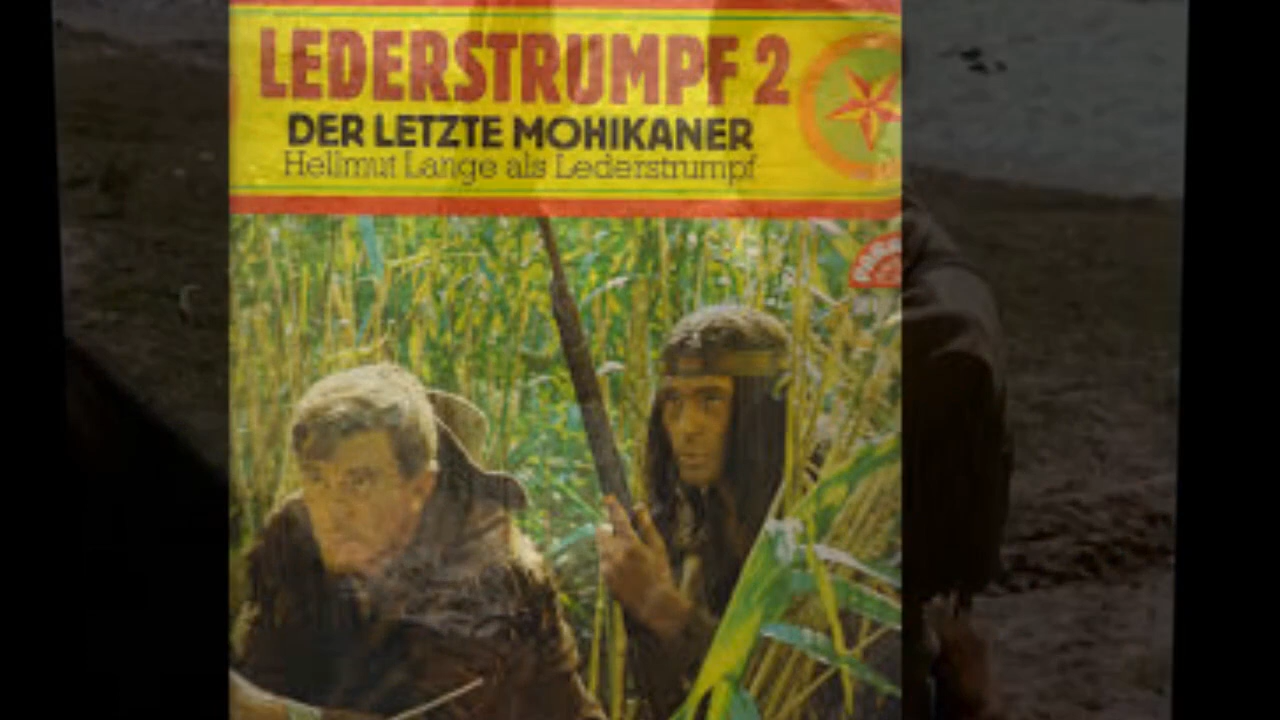 LEDERSTRUMPF 2
DER LETZTE MOHIKANER
Hellmut Lange als Lederstrumpf